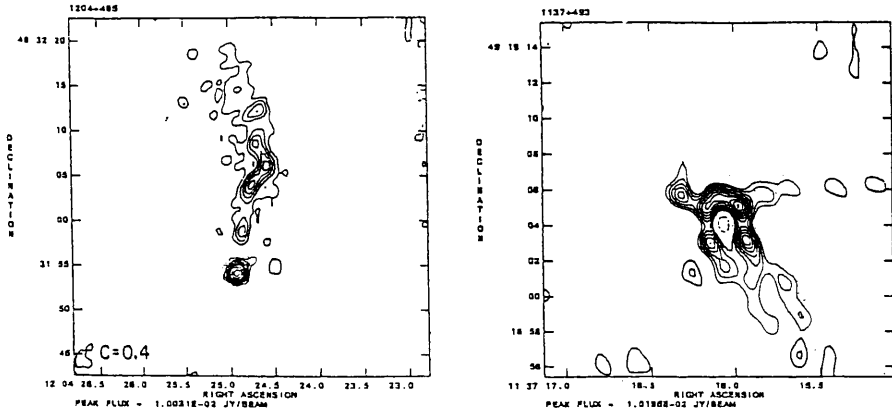 1204+485
48 32 20
15
10
05
00
31 55
50
45
DECLINATION
C=0.4
12 04 26.5
26.0
25.5
25.0
24.5
24.0
23.5
23.0
RIGHT ASCENSION
PEAK FLUX - 1.0031E-02 JY/BEAM
1137+493
49 19 14
12
10
08
06
04
02
00
18 58
56
DECLINATION
11 37 17.0
16.5
16.0
15.5
RIGHT ASCENSION
PEAK FLUX - 1.0196E-02 JY/BEAM